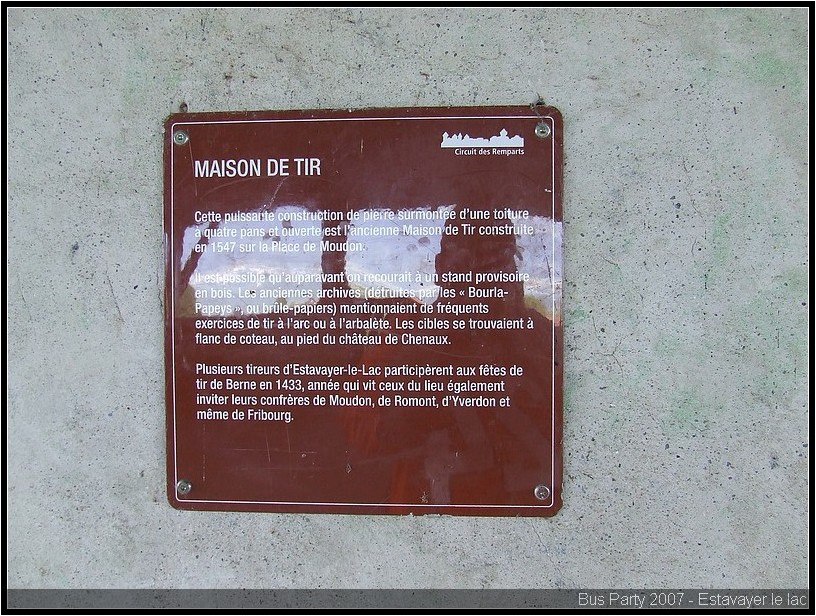 Circuit des Remparts
MAISON DE TIR
Cette puissante construction de pierre surmontée d'une toiture
à quatre pans et ouverte est l'ancienne Maison de Tir construite
en 1547 sur la Place de Moudon.
Il est possible qu'auparavant on recourait à un stand provisoire
en bois. Les anciennes archives (détruites par les « Bourla-
Papeys », ou brûle-papiers) mentionnaient de fréquents
exercices de tir à l'arc ou à l'arbalète. Les cibles se trouvaient à
flanc de coteau, au pied du château de Chenaux.
Plusieurs tireurs d'Estavayer-le-Lac participèrent aux fêtes de
tir de Berne en 1433, année qui vit ceux du lieu également
inviter leurs confrères de Moudon, de Romont, d'Yverdon et
même de Fribourg.
Bus Party 2007 - Estavayer le lac